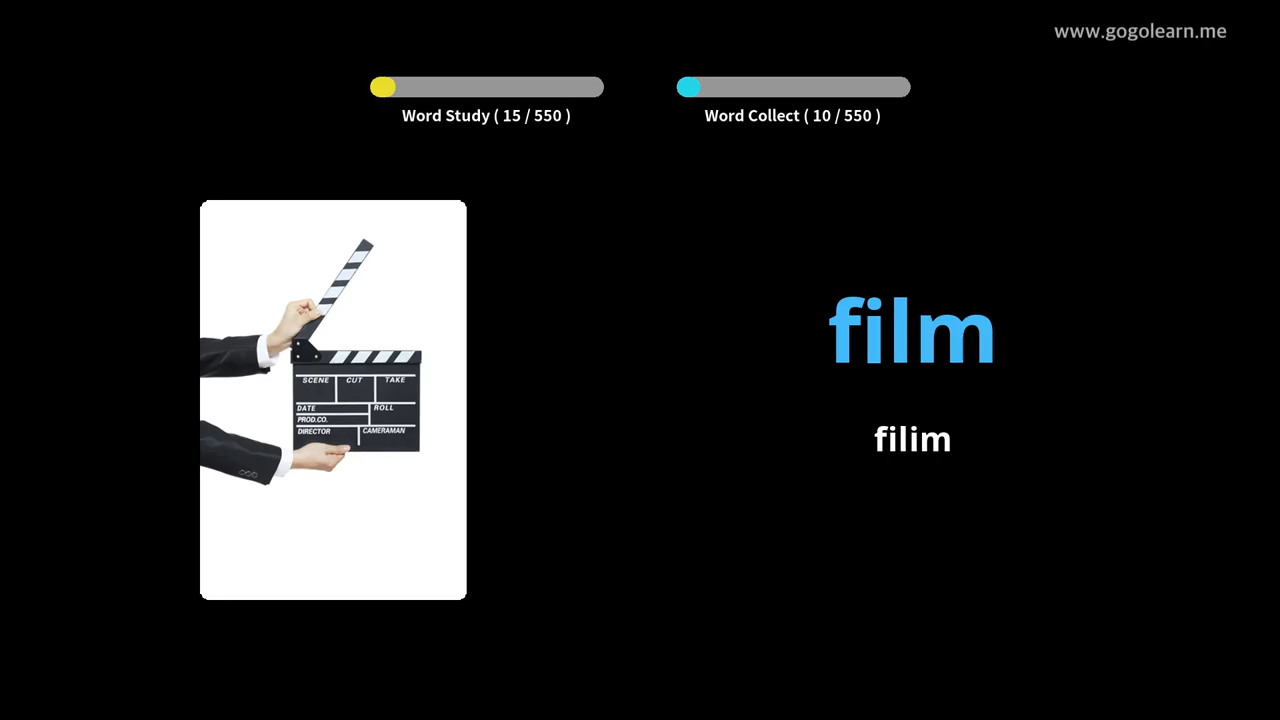 www.gogolearn.me
Word Study ( 15 / 550 )
Word Collect ( 10 / 550 )
SCENE CUT TAKE
DATE ROLL
PROD.CO.
DIRECTOR CAMERAMAN
film
filim